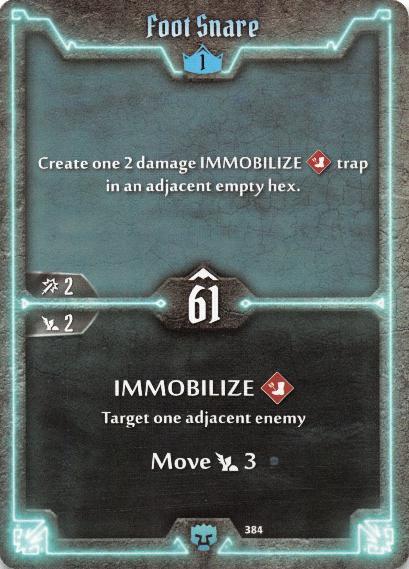 Foot Snare
1
Create one 2 damage IMMOBILIZE trap
in an adjacent empty hex.
2
61
2
IMMOBILIZE
Target one adjacent enemy
Move 3
384